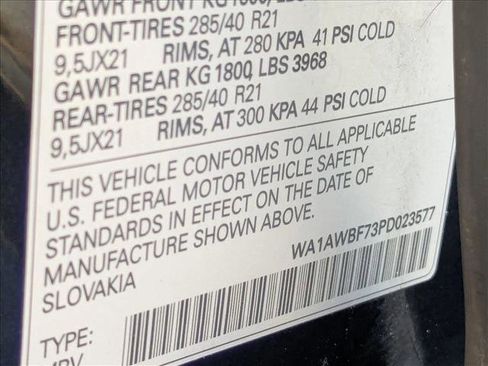 GAWR FRONT KG
FRONT-TIRES 285/40 R21
9,5JX21 RIMS, AT 280 KPA 41 PSI COLD
GAWR REAR KG 1800, LBS 3968
REAR-TIRES 285/40 R21
9,5JX21 RIMS, AT 300 KPA 44 PSI COLD
THIS VEHICLE CONFORMS TO ALL APPLICABLE
U.S. FEDERAL MOTOR VEHICLE SAFETY
STANDARDS IN EFFECT ON THE DATE OF
MANUFACTURE SHOWN ABOVE.
SLOVAKIA
WA1AWBF73PD023577
TYPE: